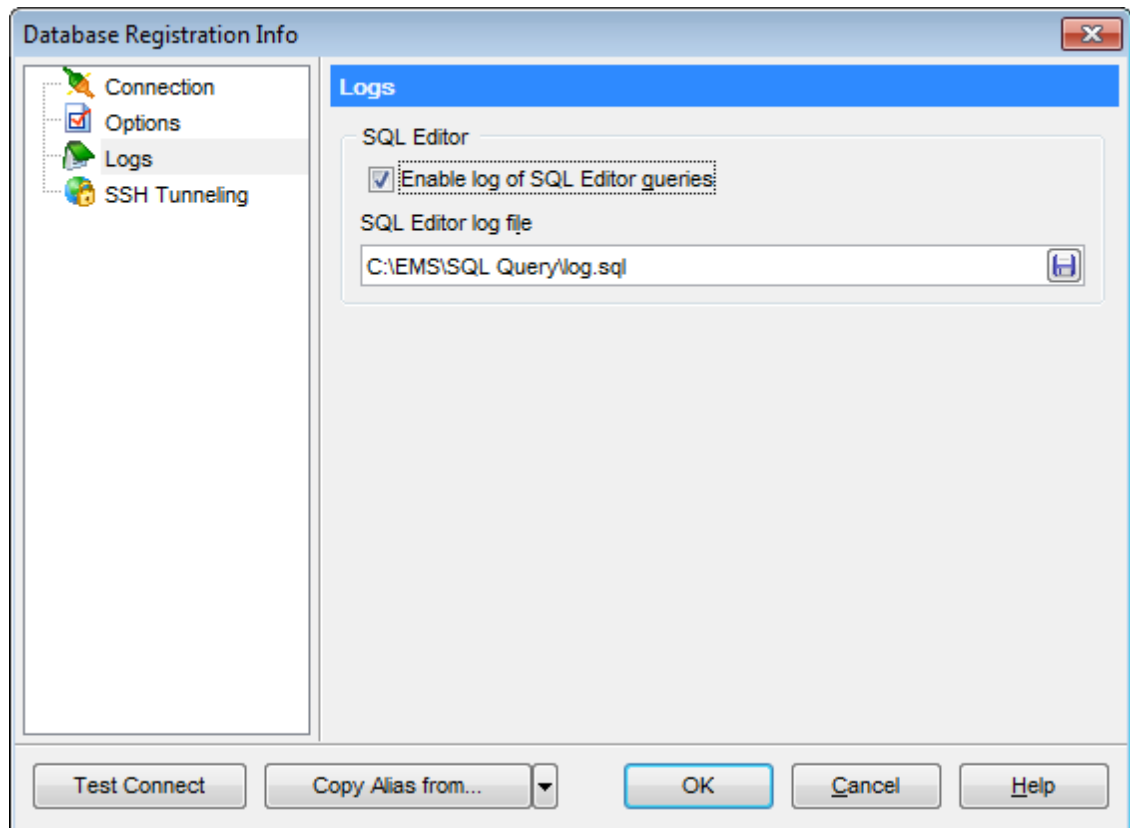 Database Registration Info
Connection
Options
Logs
SSH Tunneling
Logs
SQL Editor
Enable log of SQL Editor queries
SQL Editor log file
C:\EMS\SQL Query\log.sql
Test Connect
Copy Alias from...
OK
Cancel
Help